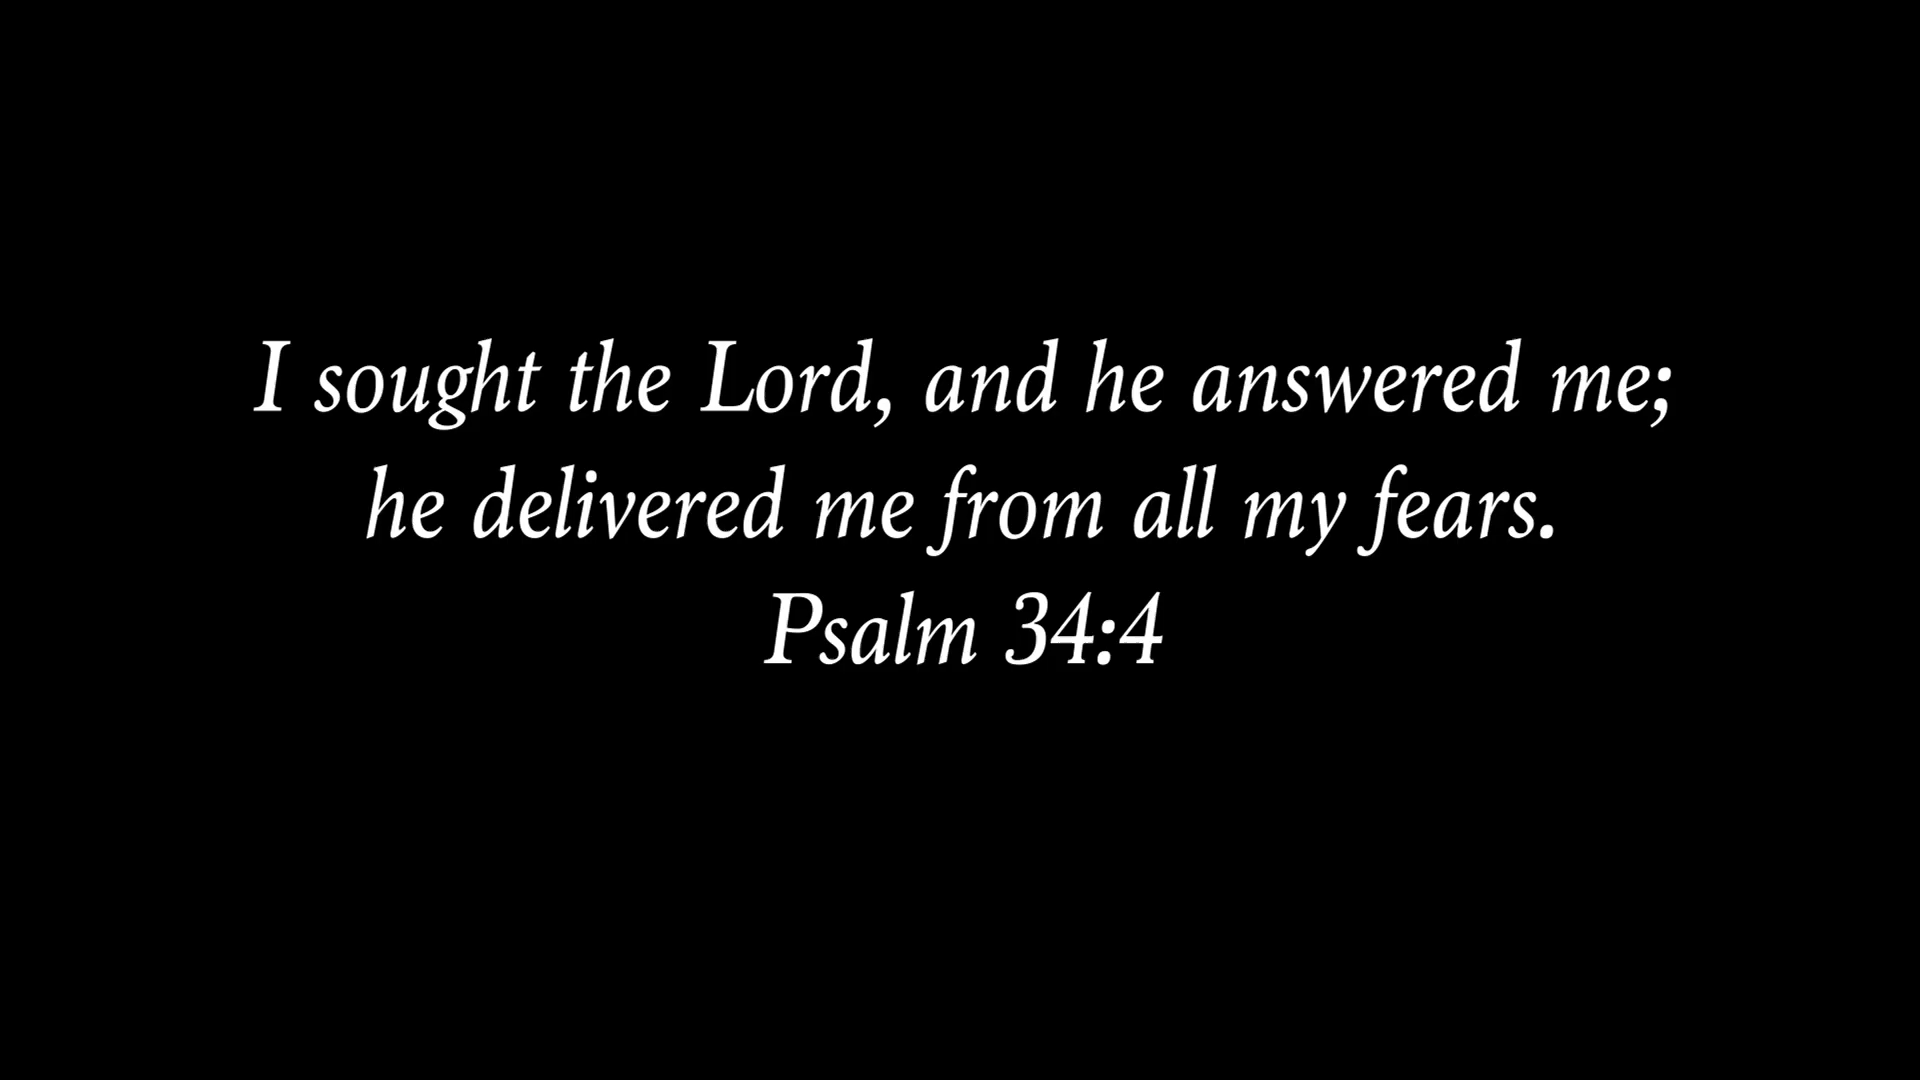 I sought the Lord, and he answered me;
he delivered me from all my fears.
Psalm 34:4